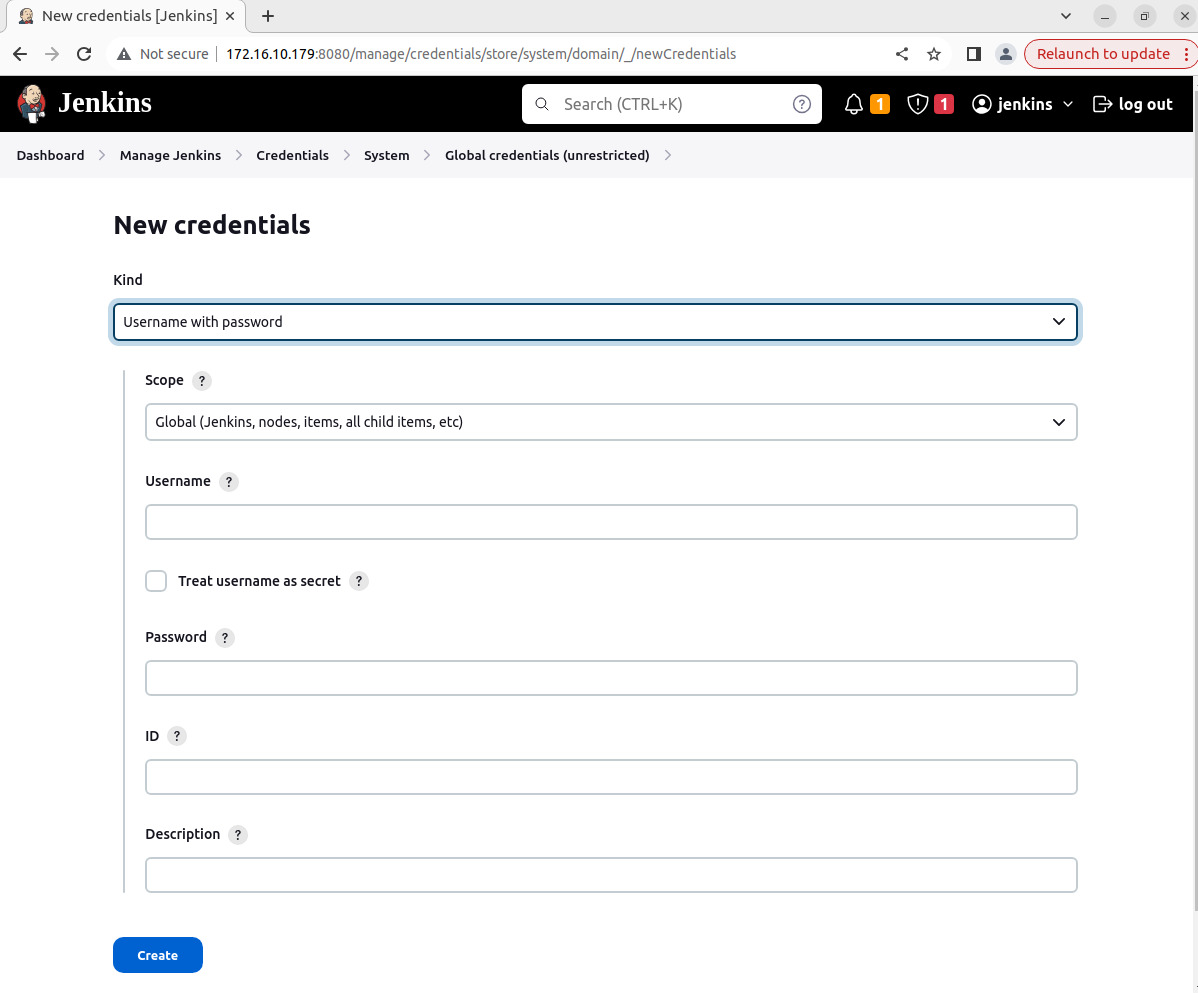 New credentials [Jenkins]
Not secure 172.16.10.179:8080/manage/credentials/store/system/domain/_/newCredentials Relaunch to update
Jenkins Search (CTRL+K) ? 1 1 jenkins log out
Dashboard Manage Jenkins Credentials System Global credentials (unrestricted)
New credentials
Kind
Username with password
Scope ?
Global (Jenkins, nodes, items, all child items, etc)
Username ?
Treat username as secret ?
Password ?
ID ?
Description ?
Create